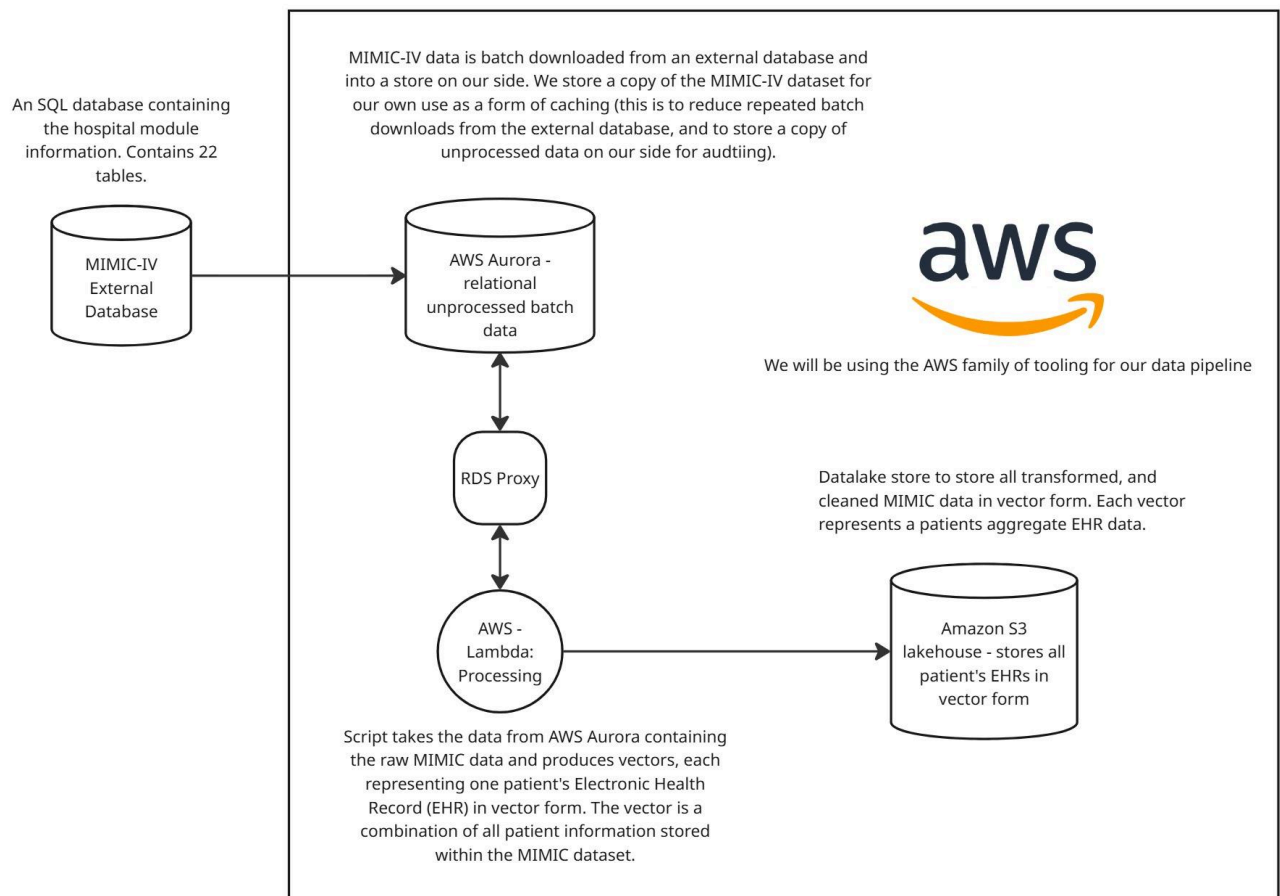 MIMIC-IV data is batch downloaded from an external database and
into a store on our side. We store a copy of the MIMIC-IV dataset for
our own use as a form of caching (this is to reduce repeated batch
downloads from the external database, and to store a copy of
unprocessed data on our side for audtiing).
An SQL database containing
the hospital module
information. Contains 22
tables.
MIMIC-IV
External
Database
AWS Aurora -
relational
unprocessed batch
data
aws
We will be using the AWS family of tooling for our data pipeline
RDS Proxy
Datalake store to store all transformed, and
cleaned MIMIC data in vector form. Each vector
represents a patients aggregate EHR data.
AWS -
Lambda:
Processing
Amazon S3
lakehouse - stores all
patient's EHRs in
vector form
Script takes the data from AWS Aurora containing
the raw MIMIC data and produces vectors, each
representing one patient's Electronic Health
Record (EHR) in vector form. The vector is a
combination of all patient information stored
within the MIMIC dataset.